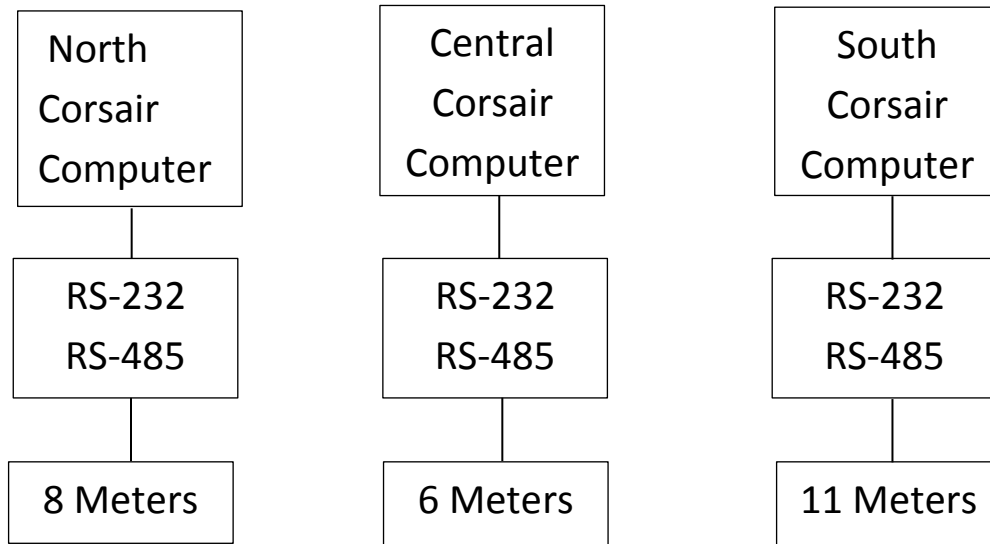 North
Corsair
Computer
Central
Corsair
Computer
South
Corsair
Computer
RS-232
RS-485
RS-232
RS-485
RS-232
RS-485
8 Meters
6 Meters
11 Meters